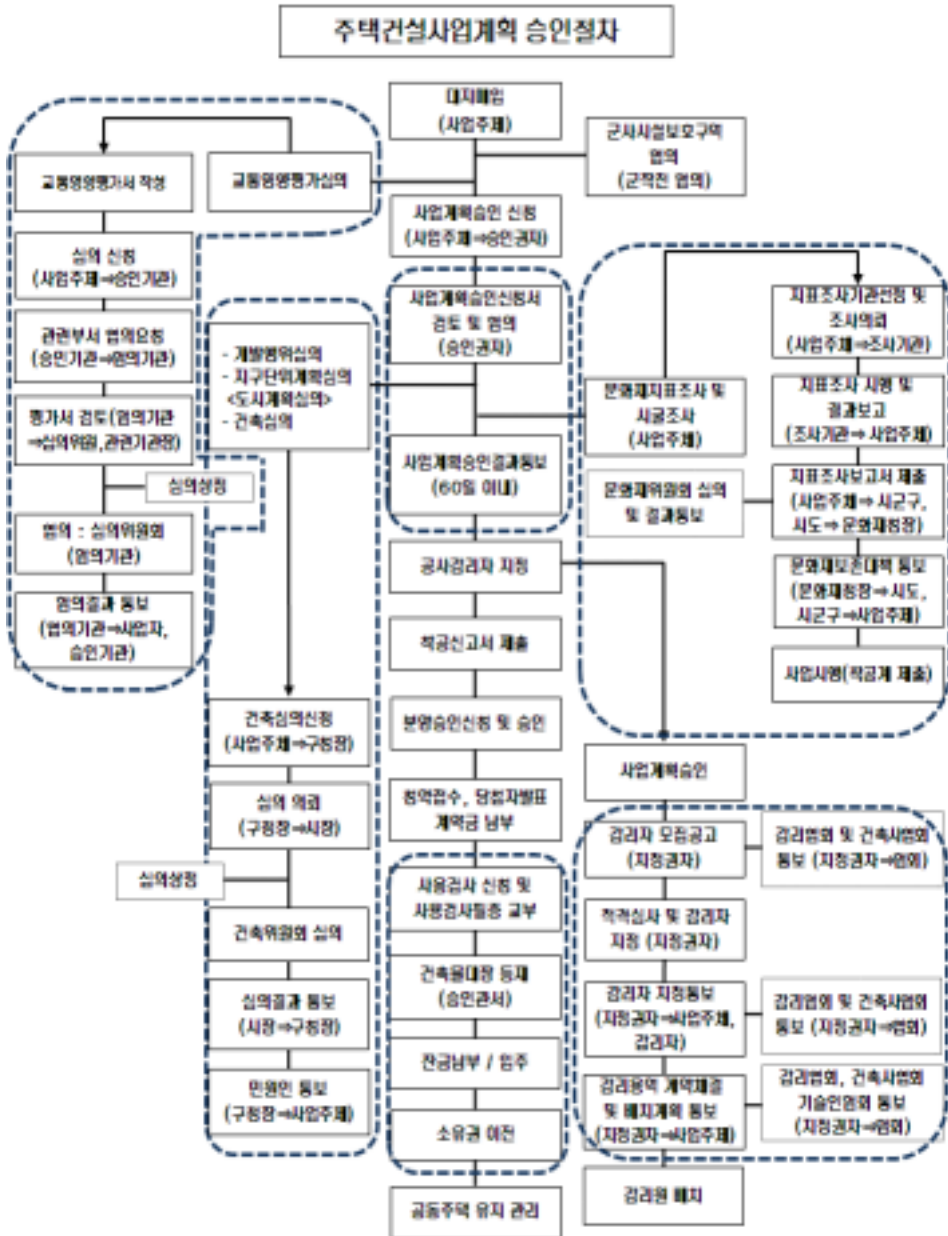 주택건설사업계획 승인절차
대지매입
(사업주체)
군사시설보호구역
협의
(군작전 협의)
교통영향평가서 작성
교통영향평가심의
사업계획승인 신청
(사업주체⇒승인권자)
심의 신청
(사업주체⇒승인기관)
관련부서 협의요청
(승인기관⇒협의기관)
평가서 검토(협의기관
⇒심의위원,관련기관장)
심의상정
협의 : 심의위원회
(협의기관)
협의결과 통보
(협의기관⇒사업자,
승인기관)
- 개발행위심의
- 지구단위계획심의
<도시계획심의>
- 건축심의
사업계획승인신청서
검토 및 협의
(승인권자)
사업계획승인결과통보
(60일 이내)
문화재지표조사 및
시굴조사
(사업주체)
문화재위원회 심의
및 결과통보
지표조사기관선정 및
조사의뢰
(사업주체⇒조사기관)
지표조사 시행 및
결과보고
(조사기관⇒ 사업주체)
지표조사보고서 제출
(사업주체⇒ 시군구,
시도⇒ 문화재청장)
문화재보존대책 통보
(문화재청장⇒ 시도,
시군구⇒사업주체)
사업시행(착공계 제출)
공사감리자 지정
착공신고서 제출
분양승인신청 및 승인
청약접수, 당첨자발표
계약금 납부
사용검사 신청 및
사용검사필증 교부
건축물대장 등재
(승인관서)
잔금납부 / 입주
소유권 이전
공동주택 유지 관리
건축심의신청
(사업주체⇒구청장)
심의 의뢰
(구청장⇒시장)
심의상정
건축위원회 심의
심의결과 통보
(시장⇒구청장)
민원인 통보
(구청장⇒사업주체)
사업계획승인
감리자 모집공고
(지정권자)
감리협회 및 건축사협회
통보 (지정권자⇒협회)
적격심사 및 감리자
지정 (지정권자)
감리자 지정통보
(지정권자⇒사업주체,
감리자)
감리협회 및 건축사협회
통보 (지정권자⇒협회)
감리용역 계약체결
및 배치계획 통보
(지정권자⇒사업주체)
감리협회, 건축사협회
기술인협회 통보
(지정권자⇒협회)
감리원 배치